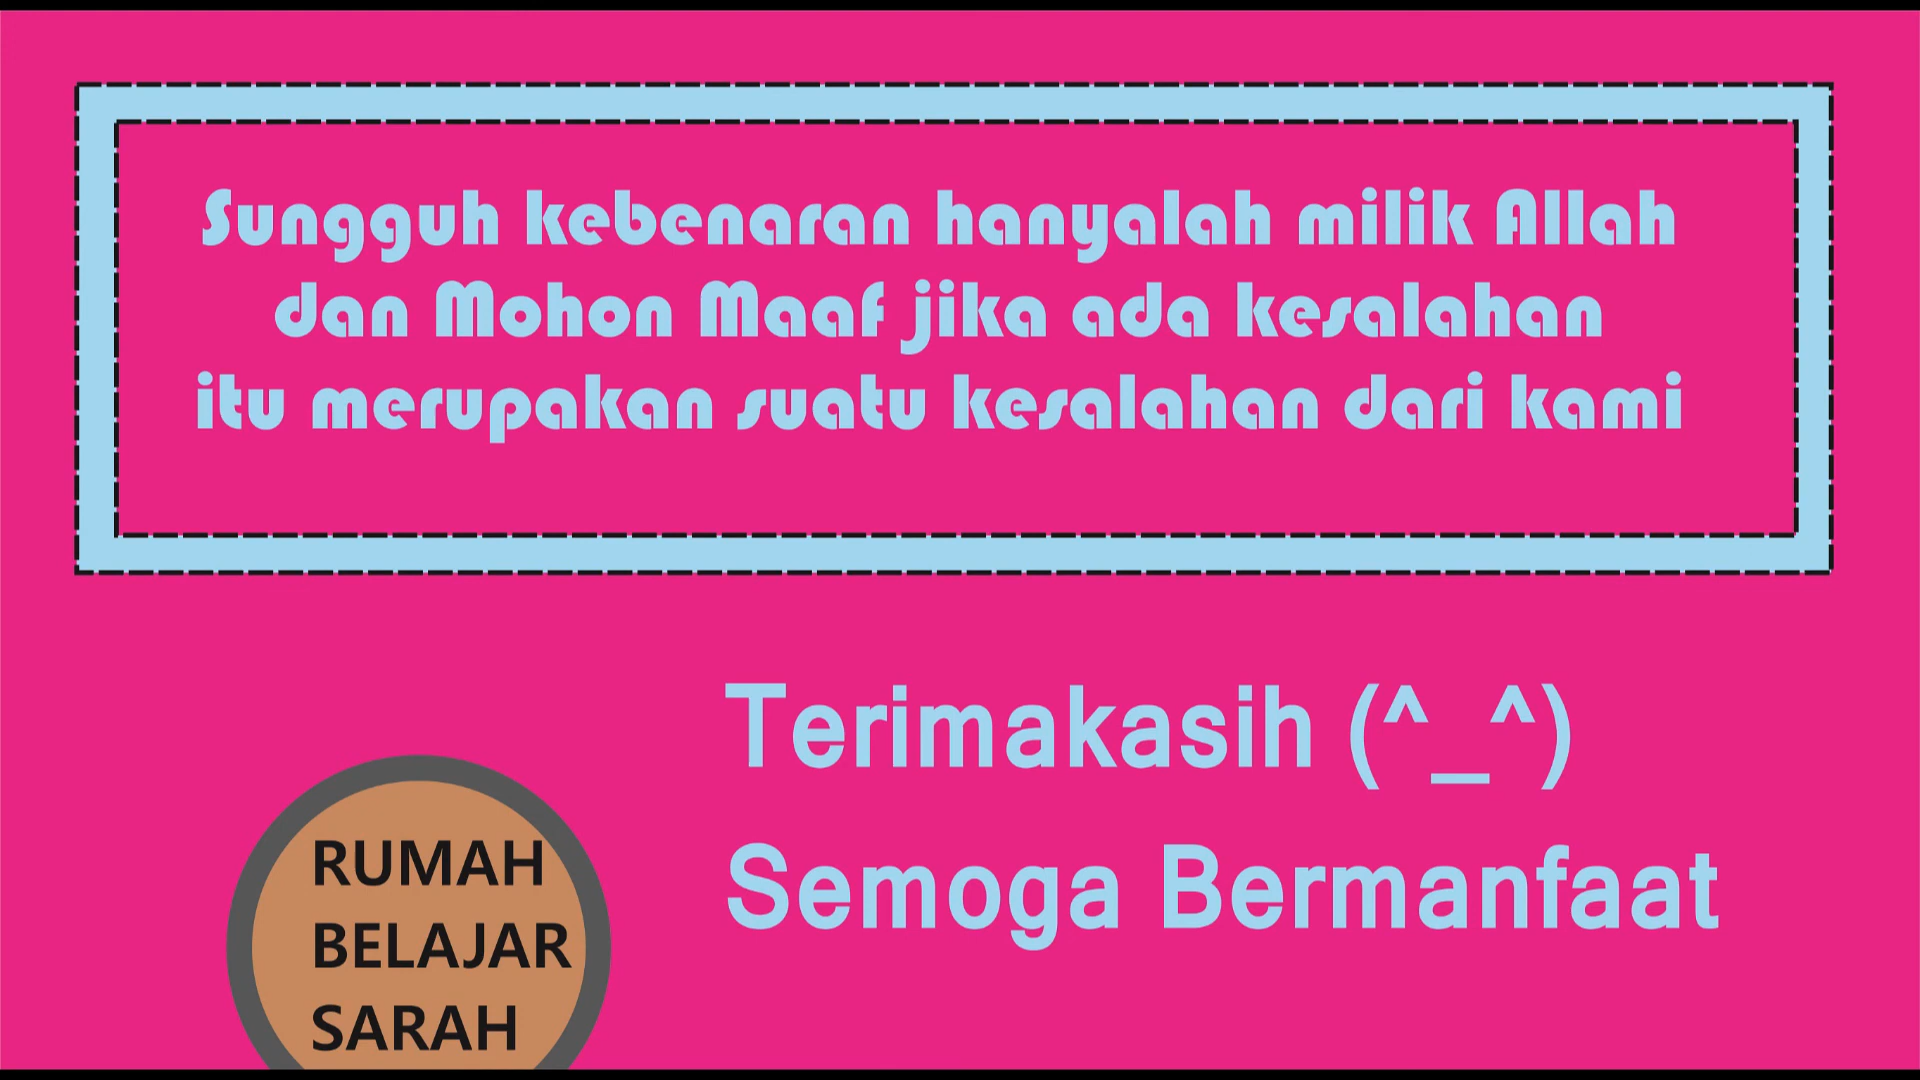 Sungguh kebenaran hanyalah milik Allah
dan Mohon Maaf jika ada kesalahan
itu merupakan suatu kesalahan dari kami
Terimakasih (^_^)
Semoga Bermanfaat
RUMAH
BELAJAR
SARAH